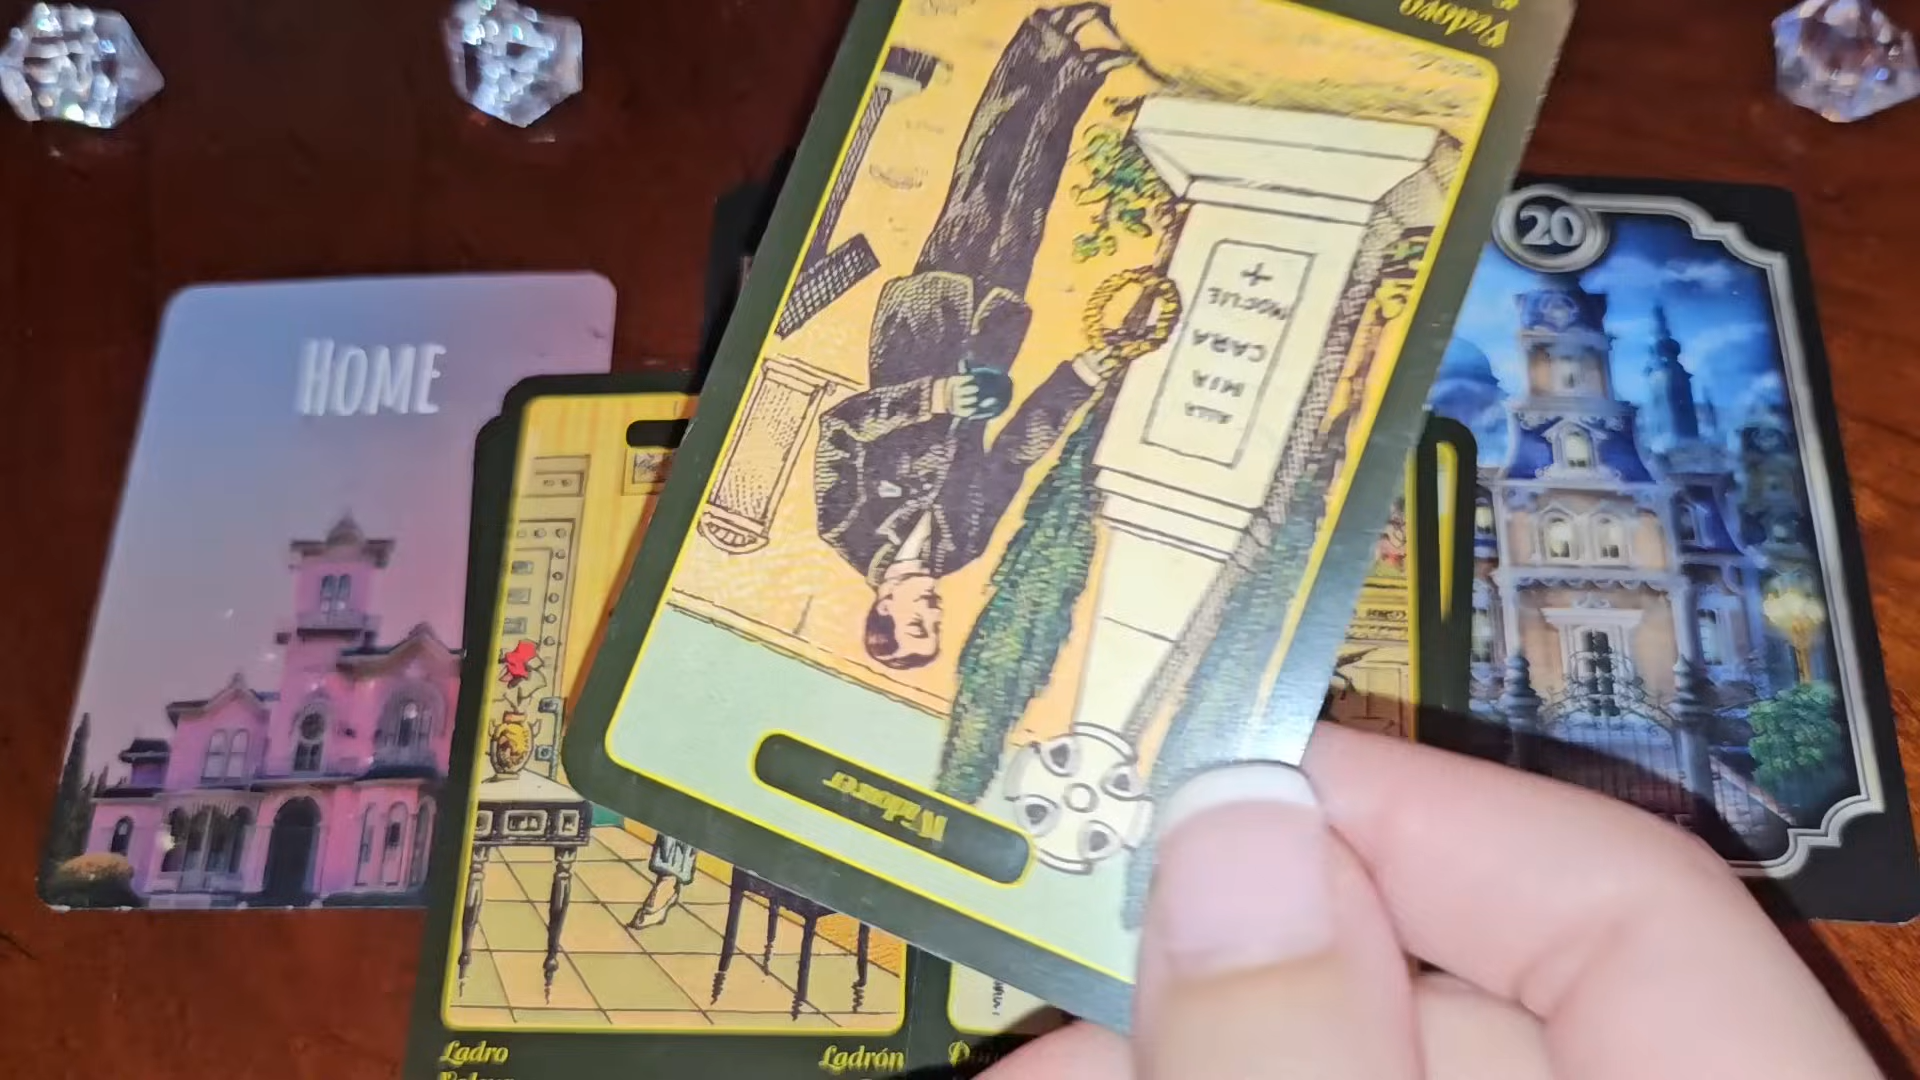 Vedovo
20
HOME
+
MOGLIE
CARA
MIA
ALLA
Widower
Ladro
Ladrón